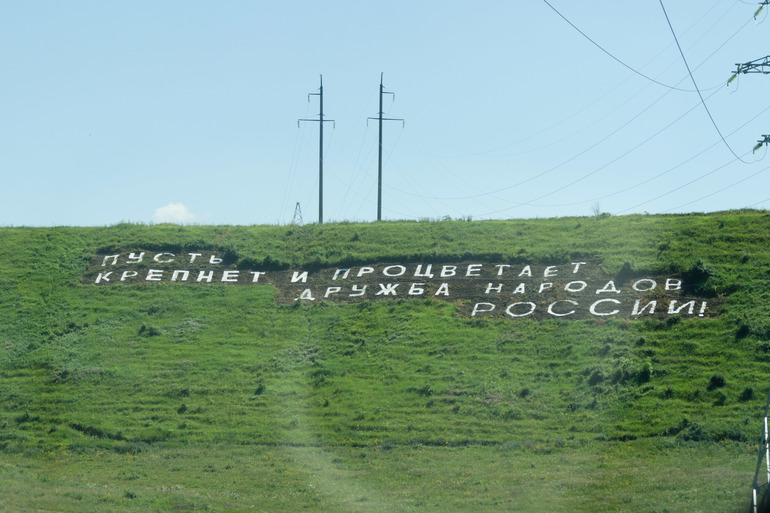 ПУСТЬ
КРЕПНЕТ И ПРОЦВЕТАЕТ
ДРУЖБА НАРОДОВ
РОССИИ!